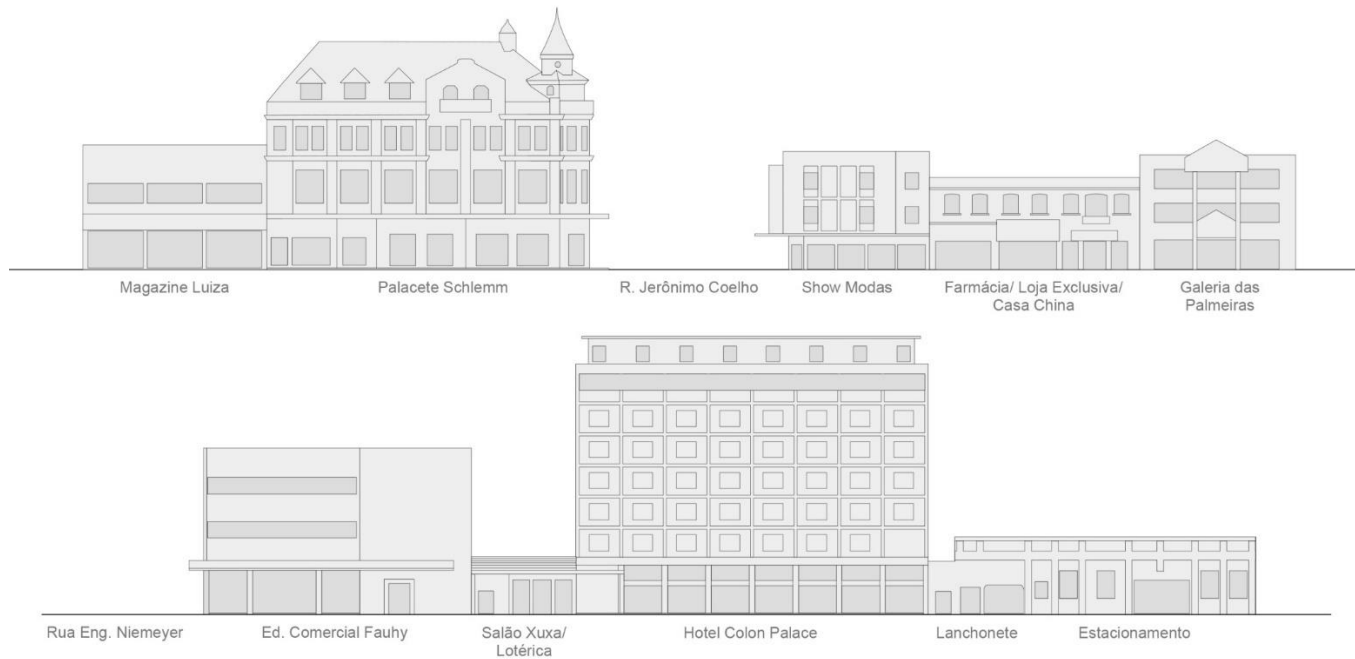 Magazine Luiza
Palacete Schlemm
R. Jerônimo Coelho
Show Modas
Farmácia/ Loja Exclusiva/
Casa China
Galeria das
Palmeiras
Rua Eng. Niemeyer
Ed. Comercial Fauhy
Salão Xuxa/
Lotérica
Hotel Colon Palace
Lanchonete
Estacionamento